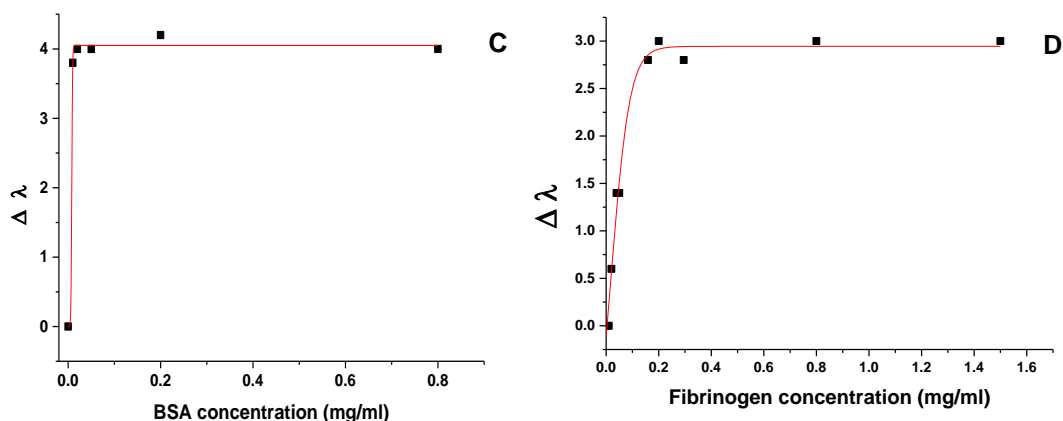 C
4
3
2
1
0
Δ λ
0.0 0.2 0.4 0.6 0.8
BSA concentration (mg/ml)
D
3.0
2.5
2.0
1.5
1.0
0.5
0.0
Δ λ
0.0 0.2 0.4 0.6 0.8 1.0 1.2 1.4 1.6
Fibrinogen concentration (mg/ml)